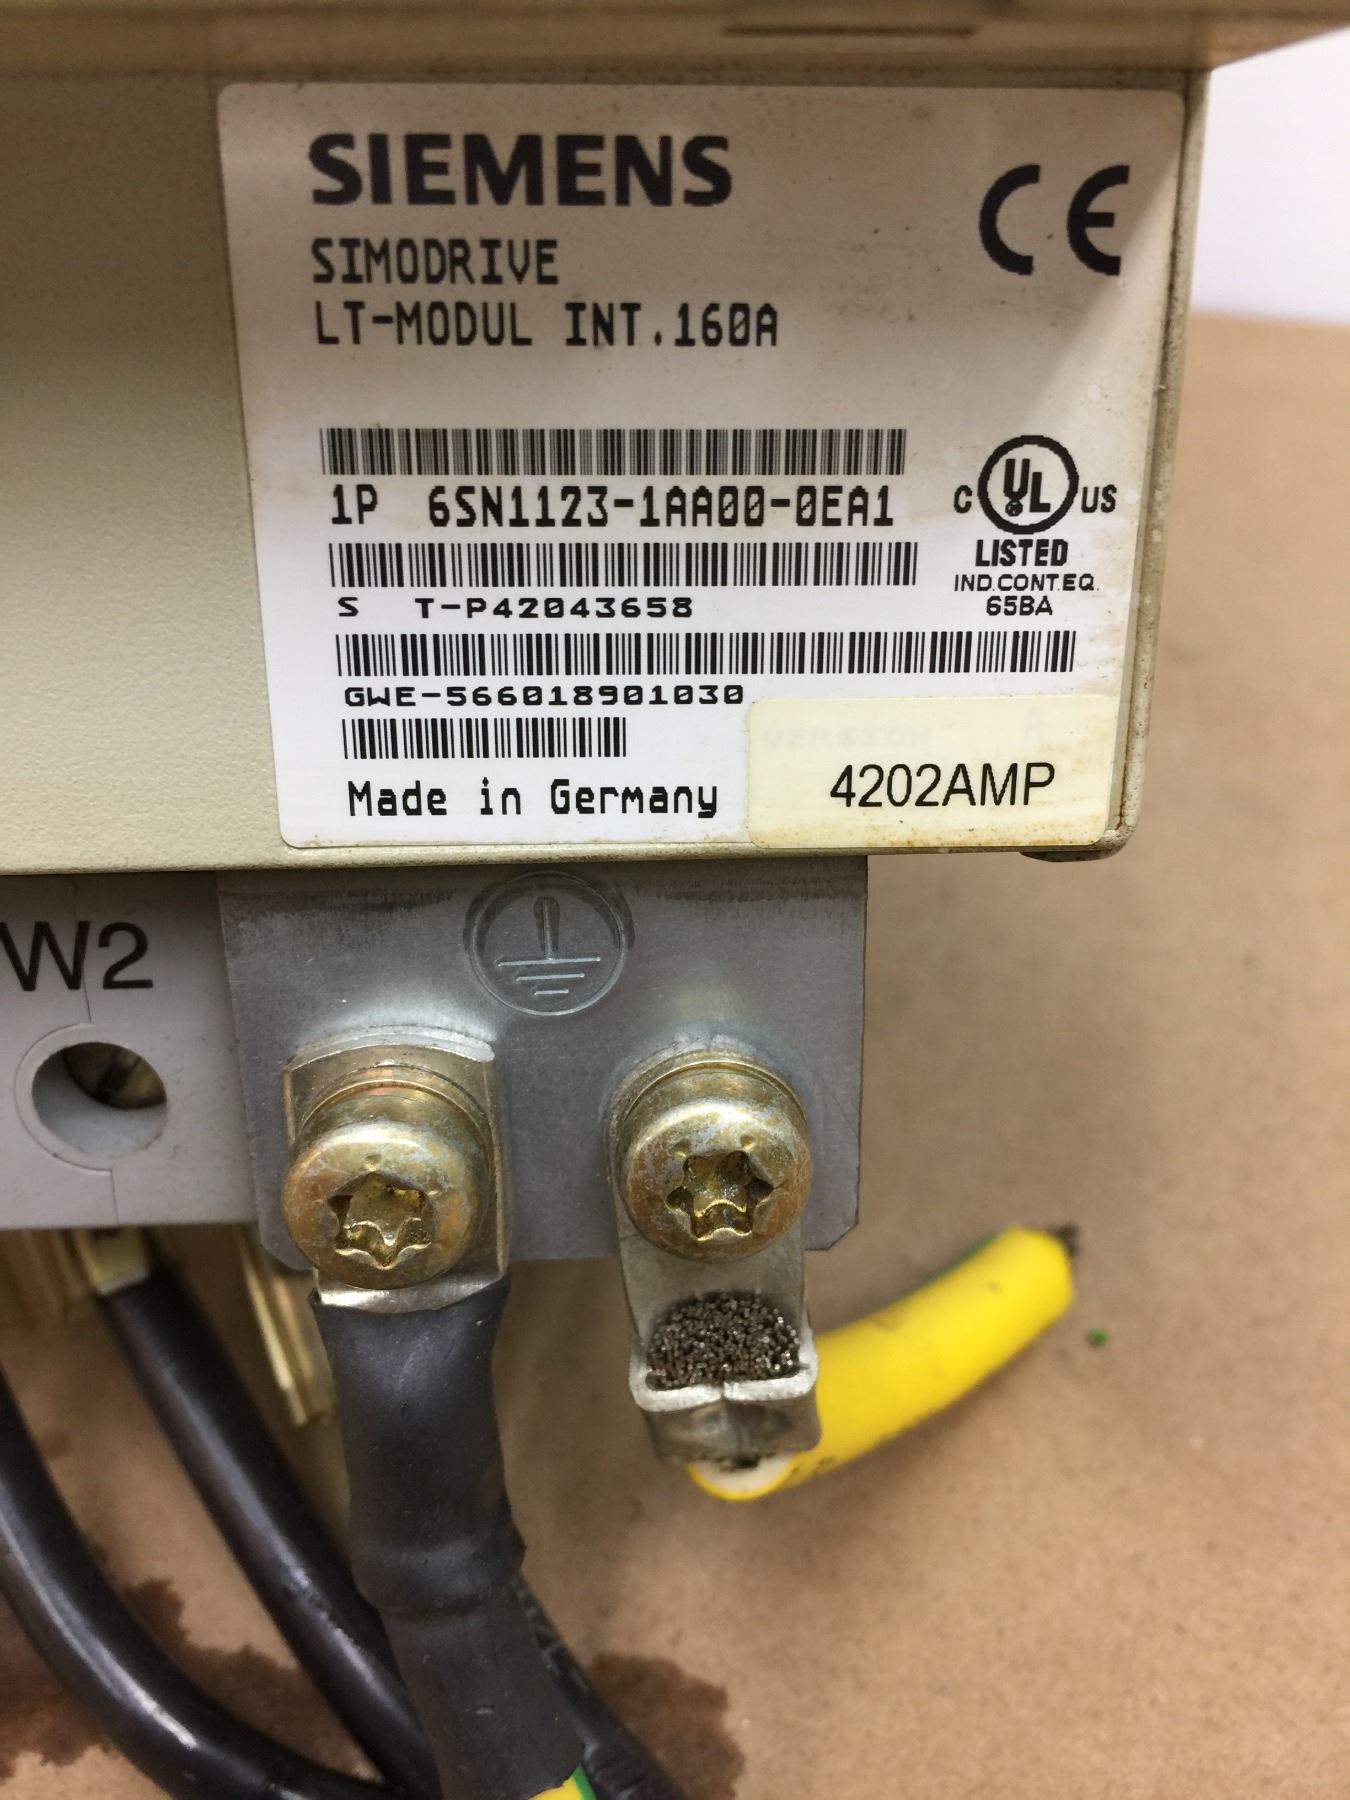 SIEMENS
CE
SIMODRIVE
LT-MODUL INT.160A
1P 6SN1123-1AA00-0EA1
C UL US
LISTED
IND.CONT.EQ.
65BA
S T-P42043658
GWE-566018901030
VERSION A
4202AMP
Made in Germany
W2